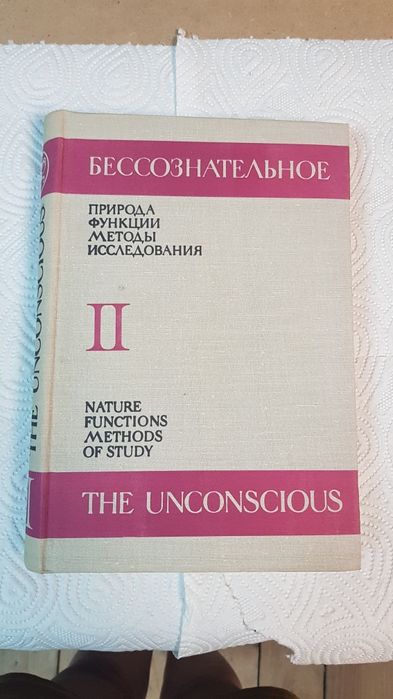 БЕССОЗНАТЕЛЬНОЕ
ПРИРОДА
ФУНКЦИИ
МЕТОДЫ
ИССЛЕДОВАНИЯ
II
NATURE
FUNCTIONS
METHODS
OF STUDY
THE UNCONSCIOUS
THE UNCONSCIOUS